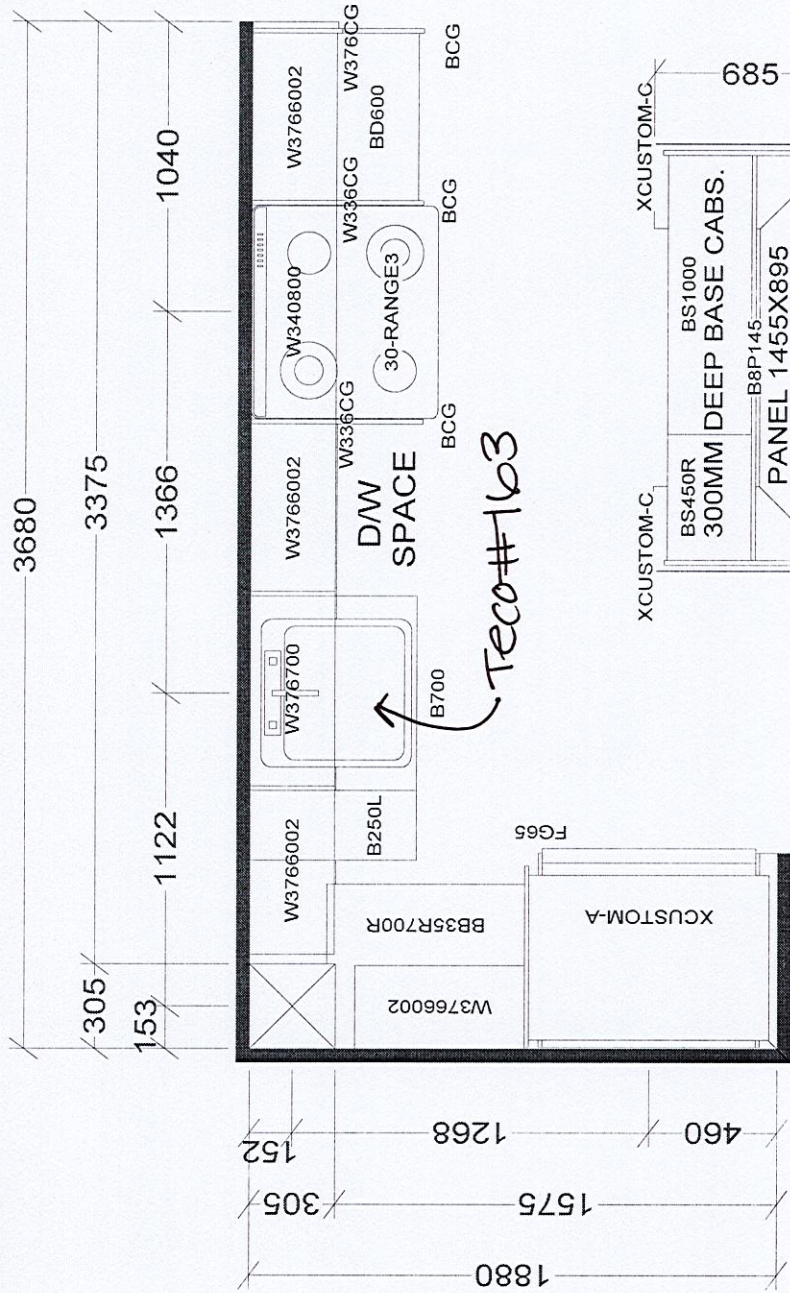 3680
3375
305
1040
1366
1122
153
W3766002
W376CG
BD600
BCG
W336CG
BCG
W340800
30-RANGE3
W336CG
BCG
W3766002
D/W
SPACE
W376700
B700
Teco#163
W3766002
B250L
BB35R700R
W3766002
FG65
XCUSTOM-A
152
1268
460
305
1575
1880
XCUSTOM-C
685
XCUSTOM-C
BS450R
BS1000
300MM DEEP BASE CABS.
B8P145
PANEL 1455X895